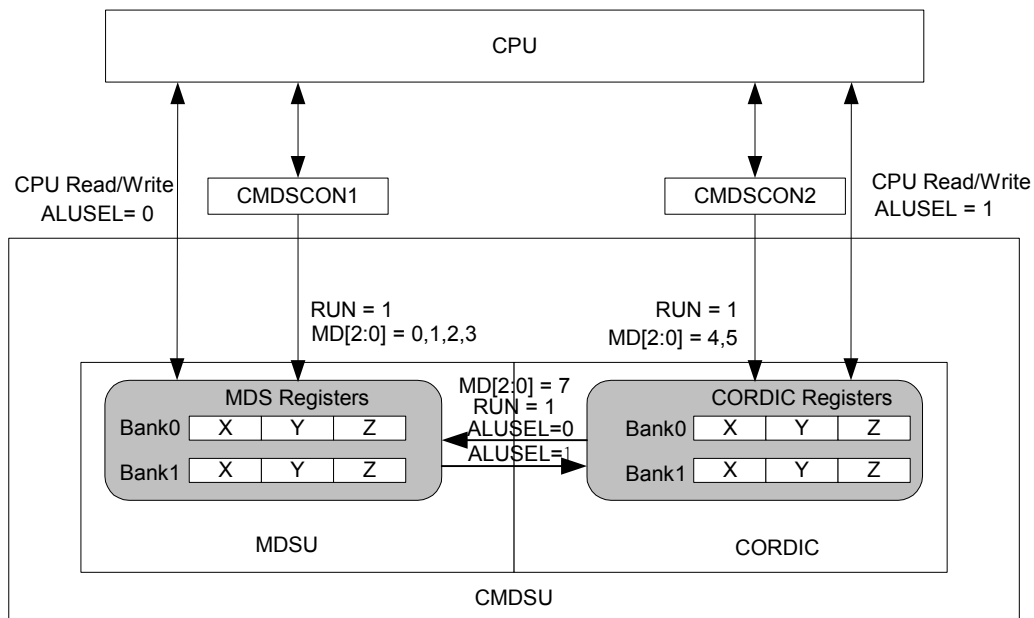 CPU
CPU Read/Write
ALUSEL= 0
CMDSCON1
CMDSCON2
CPU Read/Write
ALUSEL = 1
RUN = 1
MD[2:0] = 0,1,2,3
RUN = 1
MD[2:0] = 4,5
MDS Registers
Bank0 X Y Z
Bank1 X Y Z
MD[2:0] = 7
RUN = 1
ALUSEL=0
ALUSEL=1
CORDIC Registers
Bank0 X Y Z
Bank1 X Y Z
MDSU
CORDIC
CMDSU